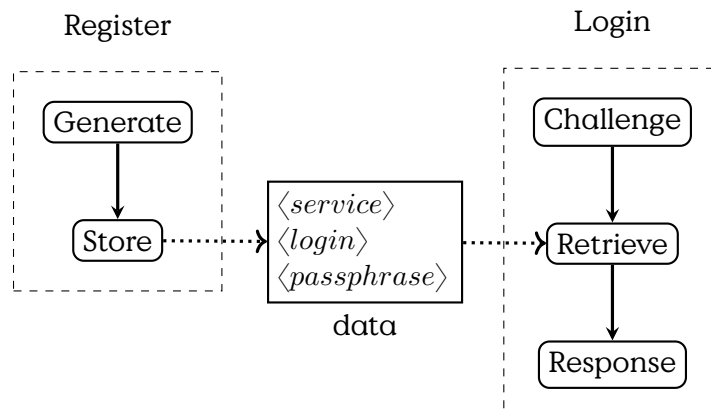 Register
Login
Generate
Challenge
Store
⟨service⟩
⟨login⟩
⟨passphrase⟩
Retrieve
data
Response